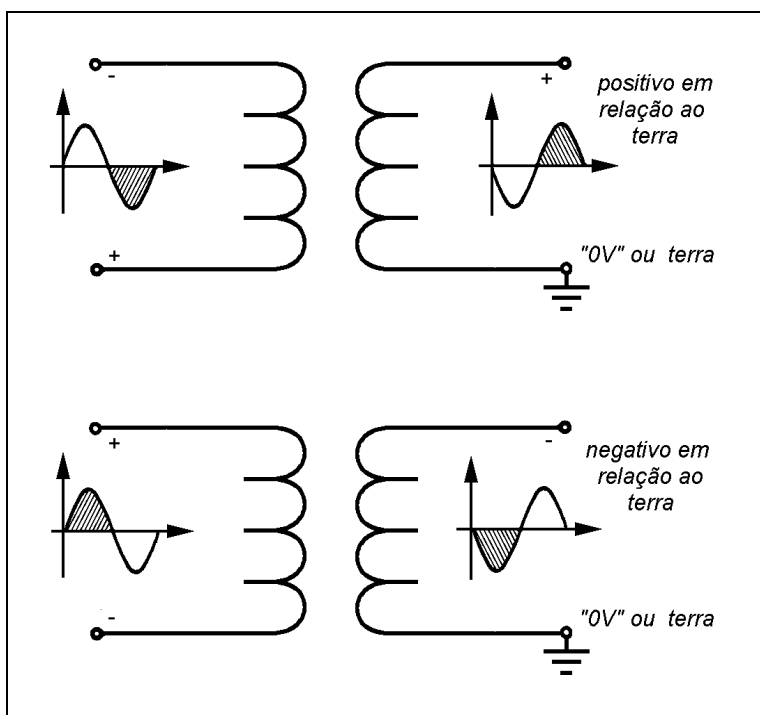 -
+
positivo em
relação ao
terra
+
"0V" ou terra
+
-
negativo em
relação ao
terra
-
"0V" ou terra